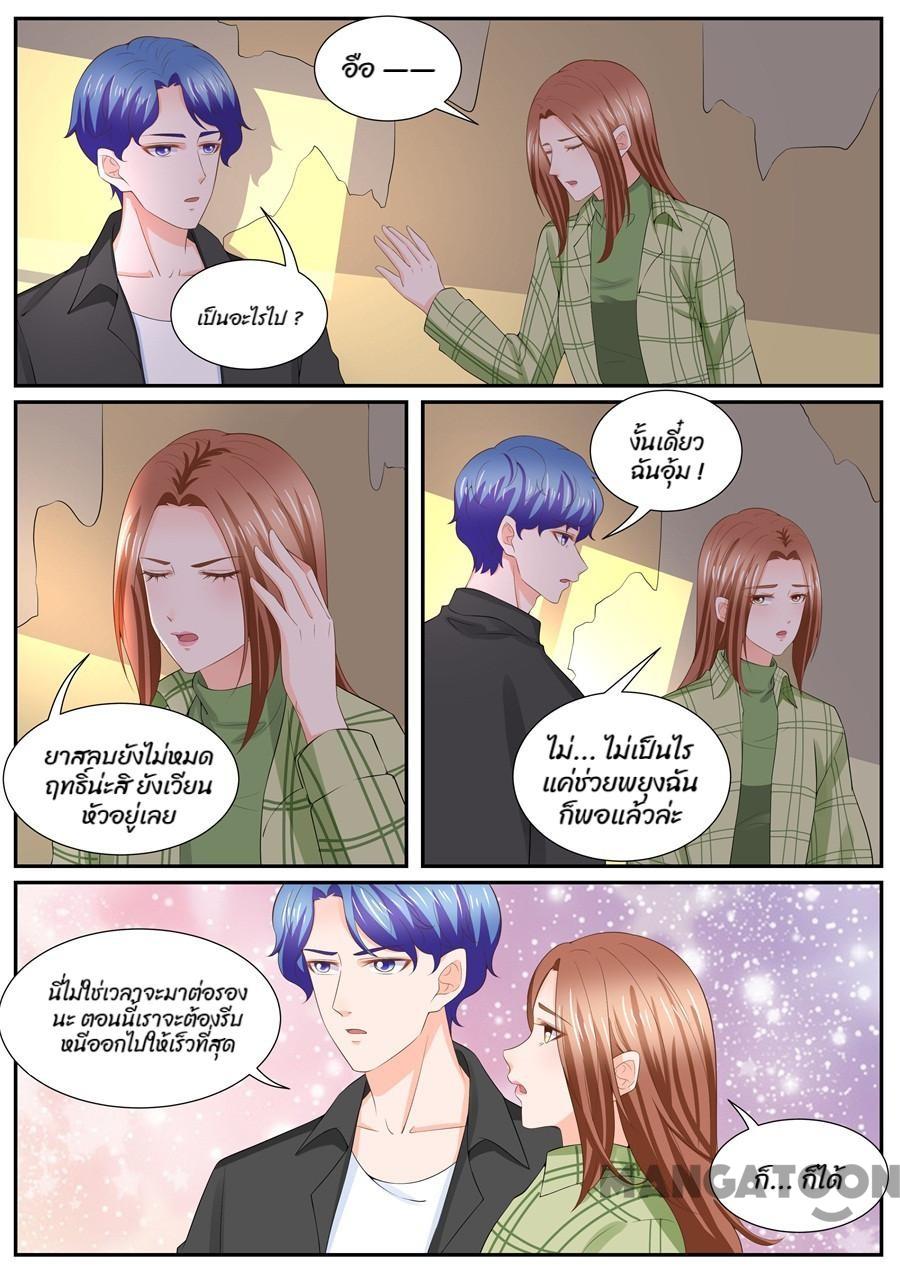 อือ ——
เป็นอะไรไป ?
งั้นเดี๋ยว
ฉันอุ้ม !
ยาสลบยังไม่หมด
ฤทธิ์น่ะสิ ยังเวียน
หัวอยู่เลย
ไม่... ไม่เป็นไร
แค่ช่วยพยุงฉัน
ก็พอแล้วล่ะ
นี่ไม่ใช่เวลาจะมาต่อรอง
นะ ตอนนี้เราจะต้องรีบ
หนีออกไปให้เร็วที่สุด
ก็... ก็ได้
MANGATOON